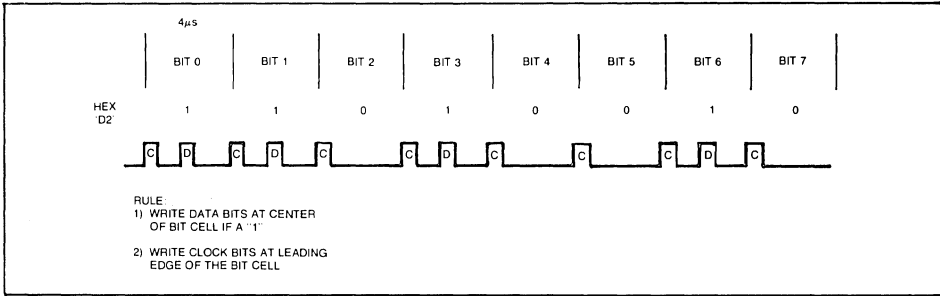 4μs
BIT 0 BIT 1 BIT 2 BIT 3 BIT 4 BIT 5 BIT 6 BIT 7
HEX
'D2'
1 1 0 1 0 0 1 0
C D C D C C D C C C D C
RULE:
1) WRITE DATA BITS AT CENTER
OF BIT CELL IF A "1"
2) WRITE CLOCK BITS AT LEADING
EDGE OF THE BIT CELL